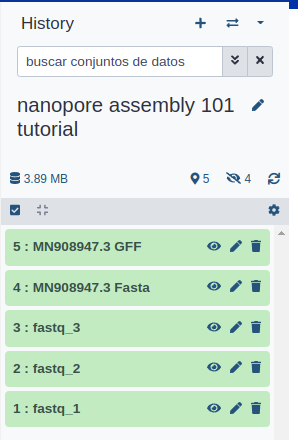 History
buscar conjuntos de datos
nanopore assembly 101
tutorial
3.89 MB 5 4
5 : MN908947.3 GFF
4 : MN908947.3 Fasta
3 : fastq_3
2 : fastq_2
1 : fastq_1